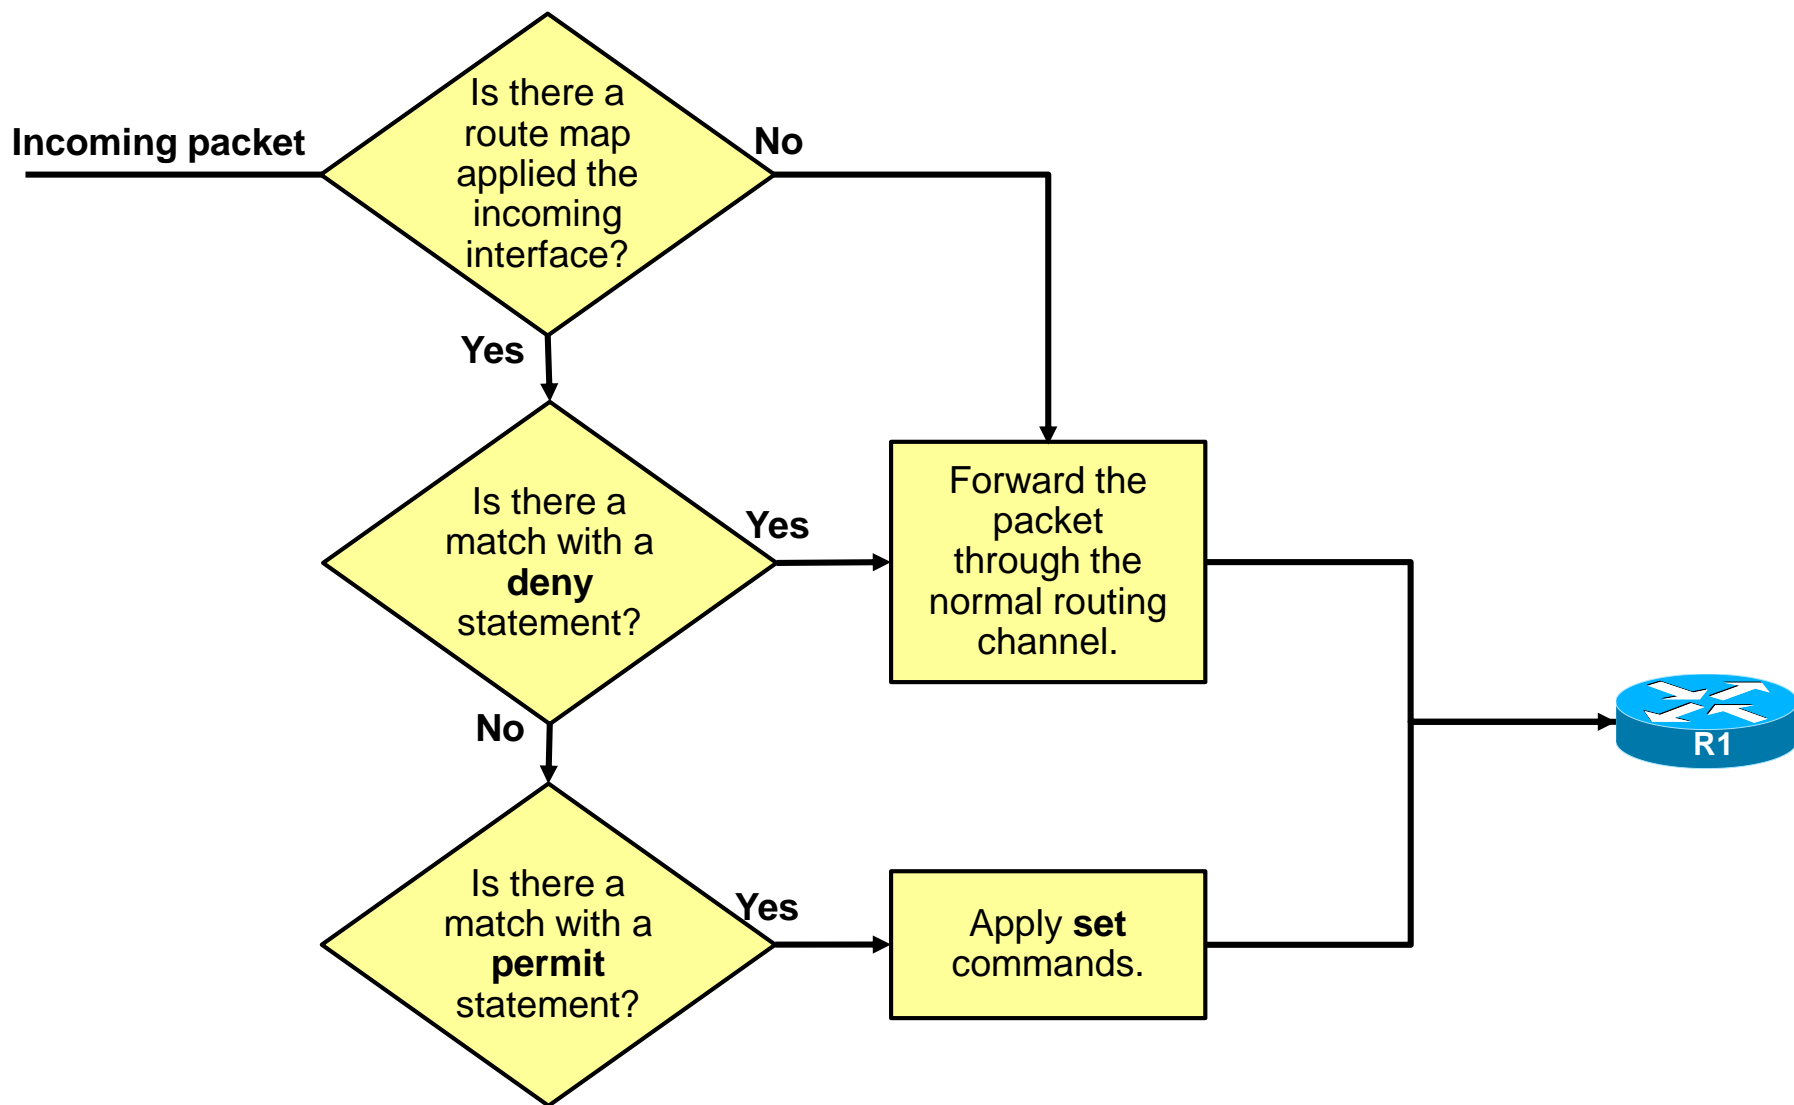 Incoming packet
Is there a
route map
applied the
incoming
interface?
No
Yes
Is there a
match with a
deny
statement?
Yes
Forward the
packet
through the
normal routing
channel.
No
R1
Is there a
match with a
permit
statement?
Yes
Apply set
commands.